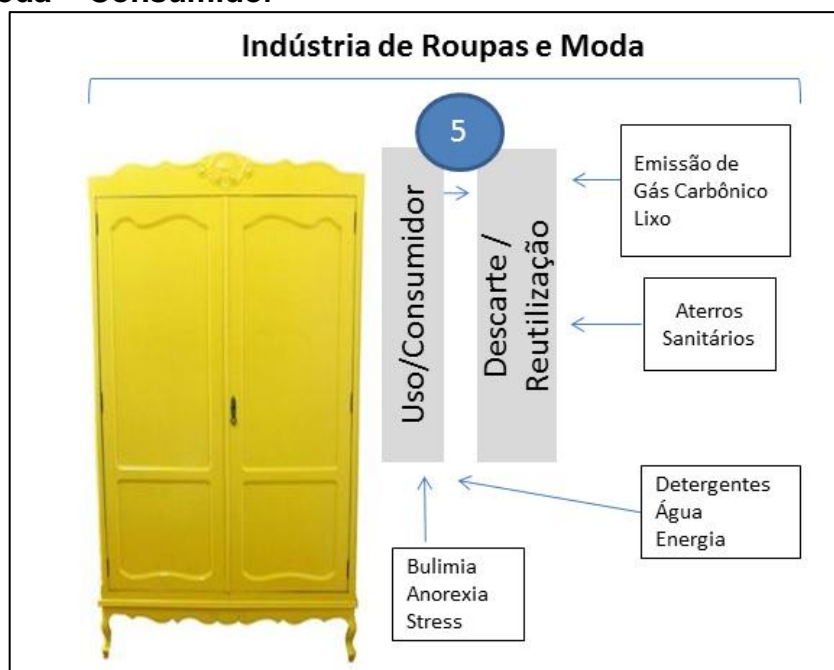 Consumidor
Indústria de Roupas e Moda
5
Uso/Consumidor
Descarte /
Reutilização
Emissão de
Gás Carbônico
Lixo
Aterros
Sanitários
Detergentes
Água
Energia
Bulimia
Anorexia
Stress